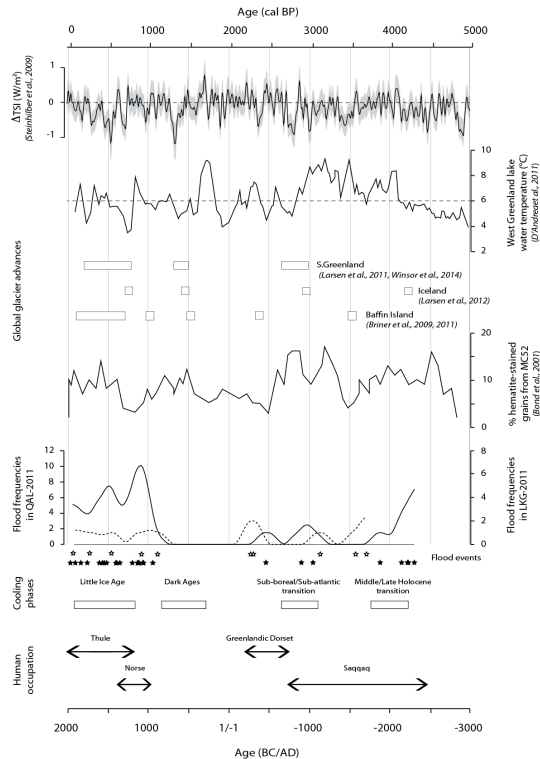 Age (cal BP)
0 1000 2000 3000 4000 5000
ΔTSI (W/m²)
(Steinhilber et al., 2009)
1
0
-1
10
8
6
4
2
West Greenland lake
water temperature (°C)
(D'Andreaet al., 2011)
Global glacier advances
S.Greenland
(Larsen et al., 2011, Winsor et al., 2014)
Iceland
(Larsen et al., 2012)
Baffin Island
(Briner et al., 2009, 2011)
20
10
0
% hematite-stained
grains from MC52
(Bond et al., 2001)
Flood frequencies
in QAL-2011
12
10
8
6
4
2
0
8
6
4
2
0
Flood frequencies
in LKG-2011
Flood events
Cooling
phases
Little Ice Age
Dark Ages
Sub-boreal/Sub-atlantic
transition
Middle/Late Holocene
transition
Human
occupation
Thule
Greenlandic Dorset
Norse
Saqqaq
2000 1000 1/-1 -1000 -2000 -3000
Age (BC/AD)